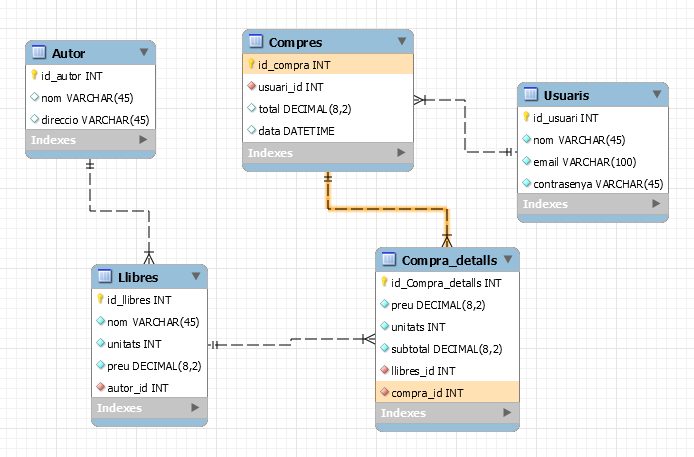 Autor
id_autor INT
nom VARCHAR(45)
direccio VARCHAR(45)
Indexes
Compres
id_compra INT
usuari_id INT
total DECIMAL(8,2)
data DATETIME
Indexes
Usuaris
id_usuari INT
nom VARCHAR(45)
email VARCHAR(100)
contrasenya VARCHAR(45)
Indexes
Llibres
id_llibres INT
nom VARCHAR(45)
unitats INT
preu DECIMAL(8,2)
autor_id INT
Indexes
Compra_detalls
id_Compra_detalls INT
preu DECIMAL(8,2)
unitats INT
subtotal DECIMAL(8,2)
llibres_id INT
compra_id INT
Indexes